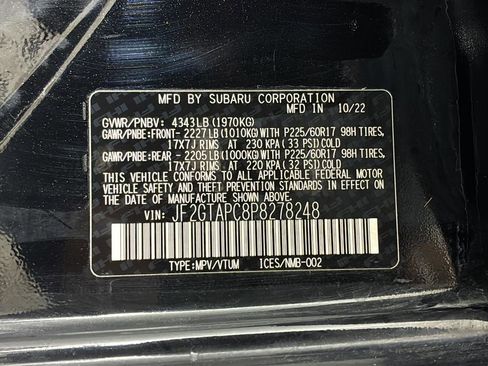 MFD BY SUBARU CORPORATION
MFD IN 10/22
GVWR/PNBV: 4343LB(1970KG)
GAWR/PNBE:FRONT- 2227LB(1010KG)WITH P225/60R17 98H TIRES,
17X7J RIMS AT 230 KPA (33 PSI)COLD
GAWR/PNBE:REAR - 2205LB(1000KG)WITH P225/60R17 98H TIRES,
17X7J RIMS AT 220 KPA (32 PSI)COLD
THIS VEHICLE CONFORMS TO ALL APPLICABLE FEDERAL MOTOR
VEHICLE SAFETY AND THEFT PREVENTION STANDARDS IN EFFECT ON
THE DATE OF MANUFACTURE SHOWN ABOVE.
VIN: JF2GTAPC8P8278248
TYPE:MPV/VTUM ICES/NMB-002